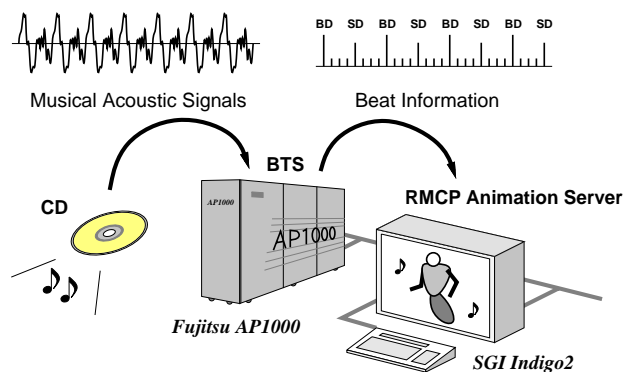 BD SD BD SD BD SD BD SD
Musical Acoustic Signals
Beat Information
BTS
RMCP Animation Server
CD
AP1000
AP1000
Fujitsu AP1000
SGI Indigo2